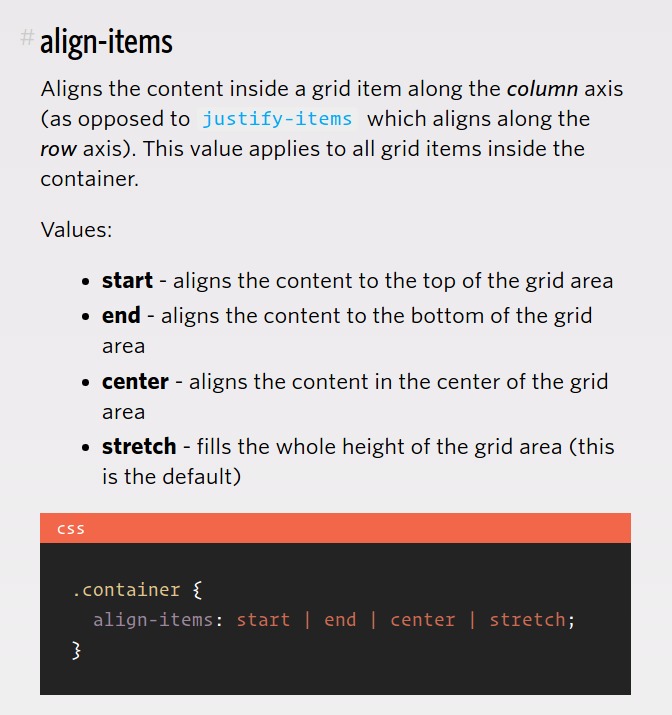 # align-items
Aligns the content inside a grid item along the column axis
(as opposed to justify-items which aligns along the
row axis). This value applies to all grid items inside the
container.
Values:
• start - aligns the content to the top of the grid area
• end - aligns the content to the bottom of the grid
area
• center - aligns the content in the center of the grid
area
• stretch - fills the whole height of the grid area (this
is the default)
css
.container {
  align-items: start | end | center | stretch;
}